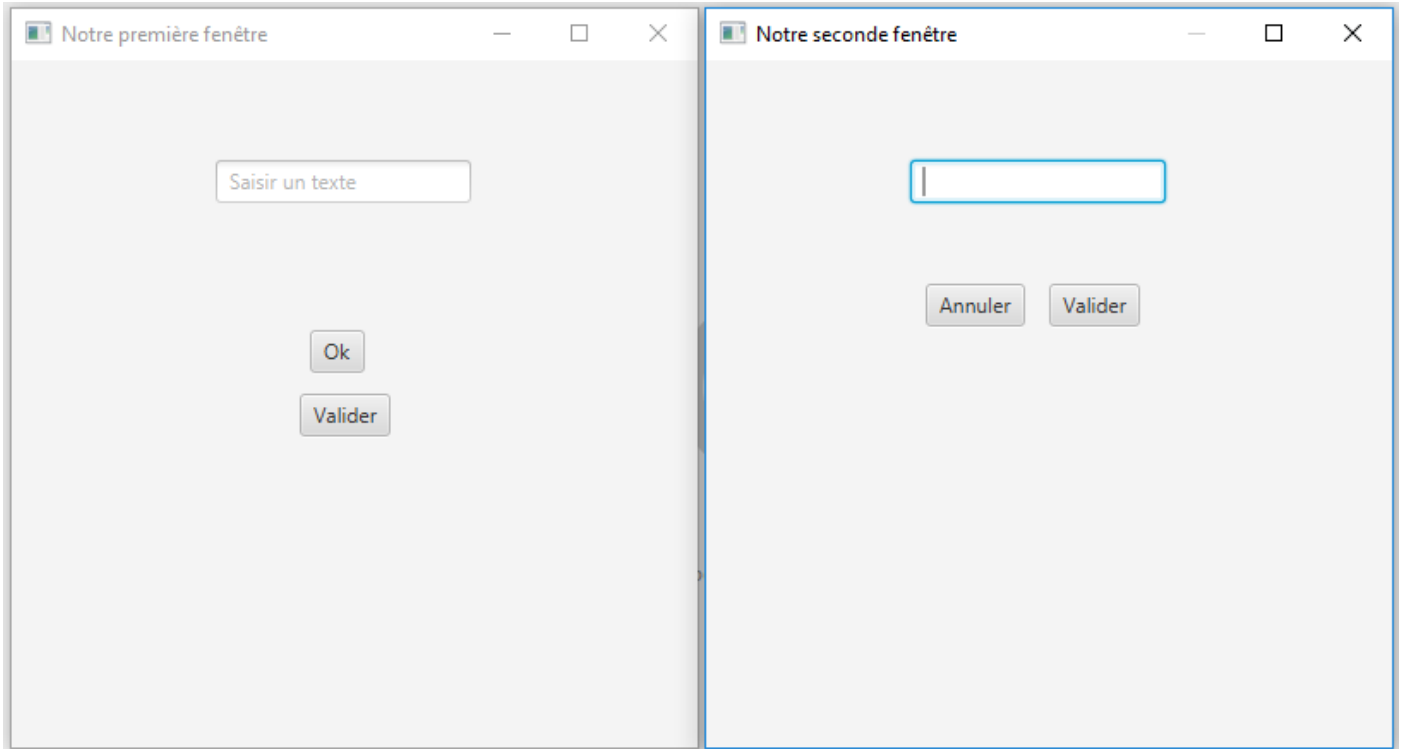 Notre première fenêtre
Saisir un texte
Ok
Valider
Notre seconde fenêtre
Annuler Valider